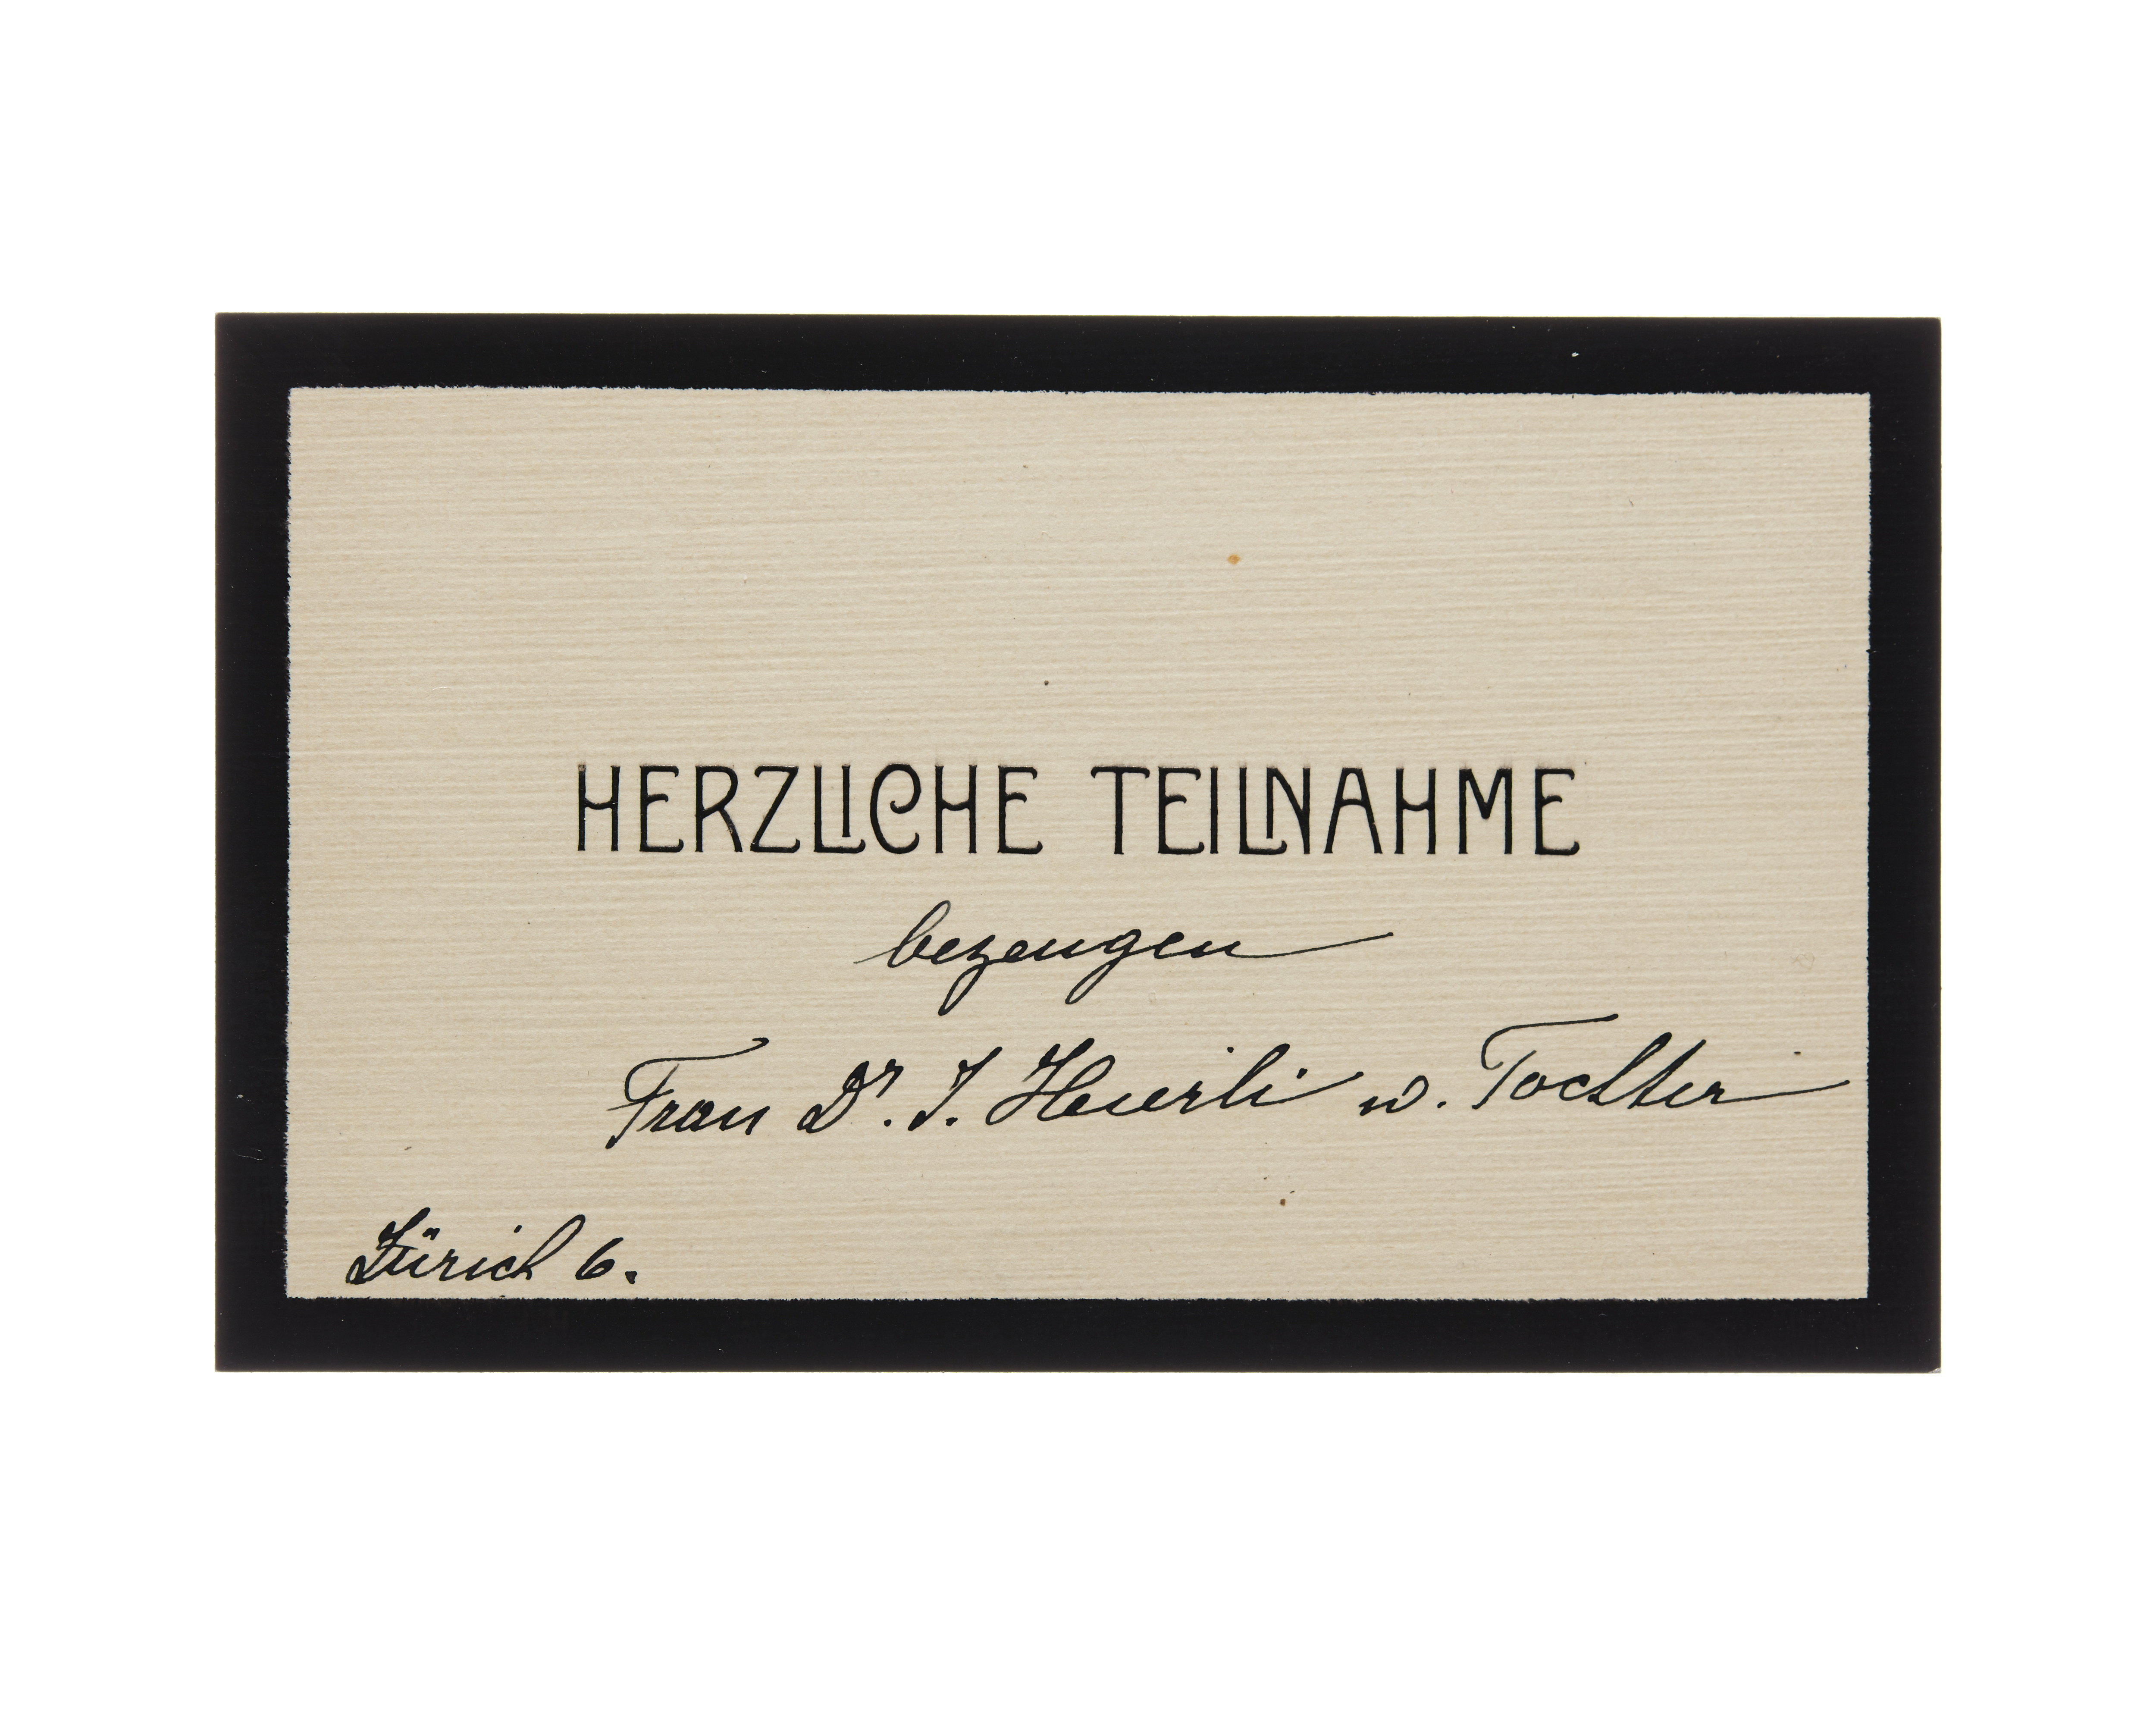 HERZLICHE TEILNAHME
bezeugen
Frau Dr. J. Heierli u. Tochter
Zürich 6.